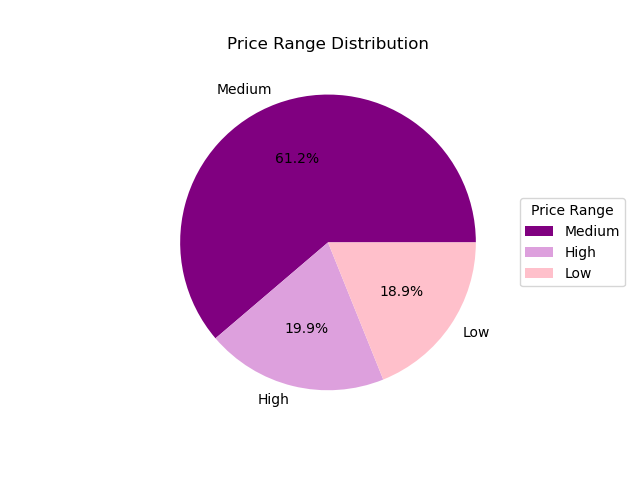 Price Range Distribution
Medium
61.2%
Price Range
Medium
High
Low
18.9%
19.9%
Low
High